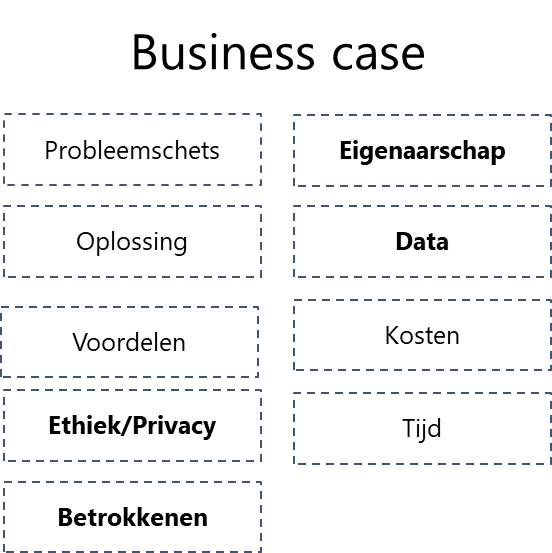 Business case
Probleemschets
Oplossing
Voordelen
Ethiek/Privacy
Betrokkenen
Eigenaarschap
Data
Kosten
Tijd